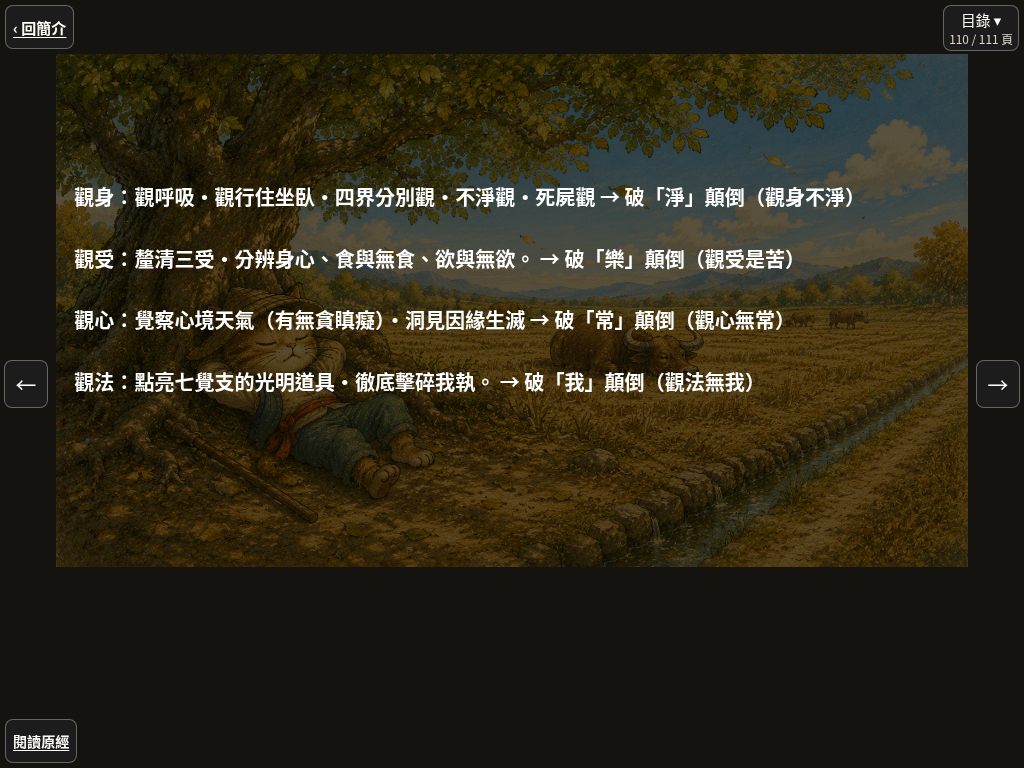 ‹ 回簡介
目錄 ▾
110 / 111 頁
觀身：觀呼吸・觀行住坐臥・四界分別觀・不淨觀・死屍觀 → 破「淨」顛倒（觀身不淨）
觀受：釐清三受・分辨身心、食與無食、欲與無欲。 → 破「樂」顛倒（觀受是苦）
觀心：覺察心境天氣（有無貪瞋癡）・洞見因緣生滅 → 破「常」顛倒（觀心無常）
觀法：點亮七覺支的光明道具・徹底擊碎我執。 → 破「我」顛倒（觀法無我）
←
→
閱讀原經